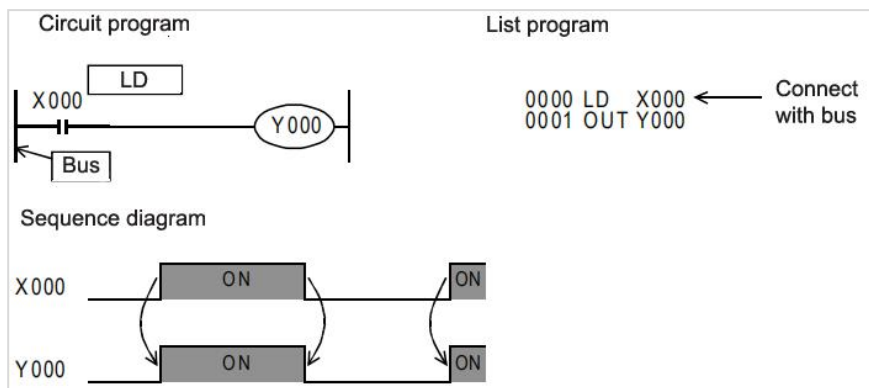 Circuit program
List program
LD
X000
Y000
Bus
0000 LD X000
0001 OUT Y000
Connect
with bus
Sequence diagram
X000 ON ON
Y000 ON ON